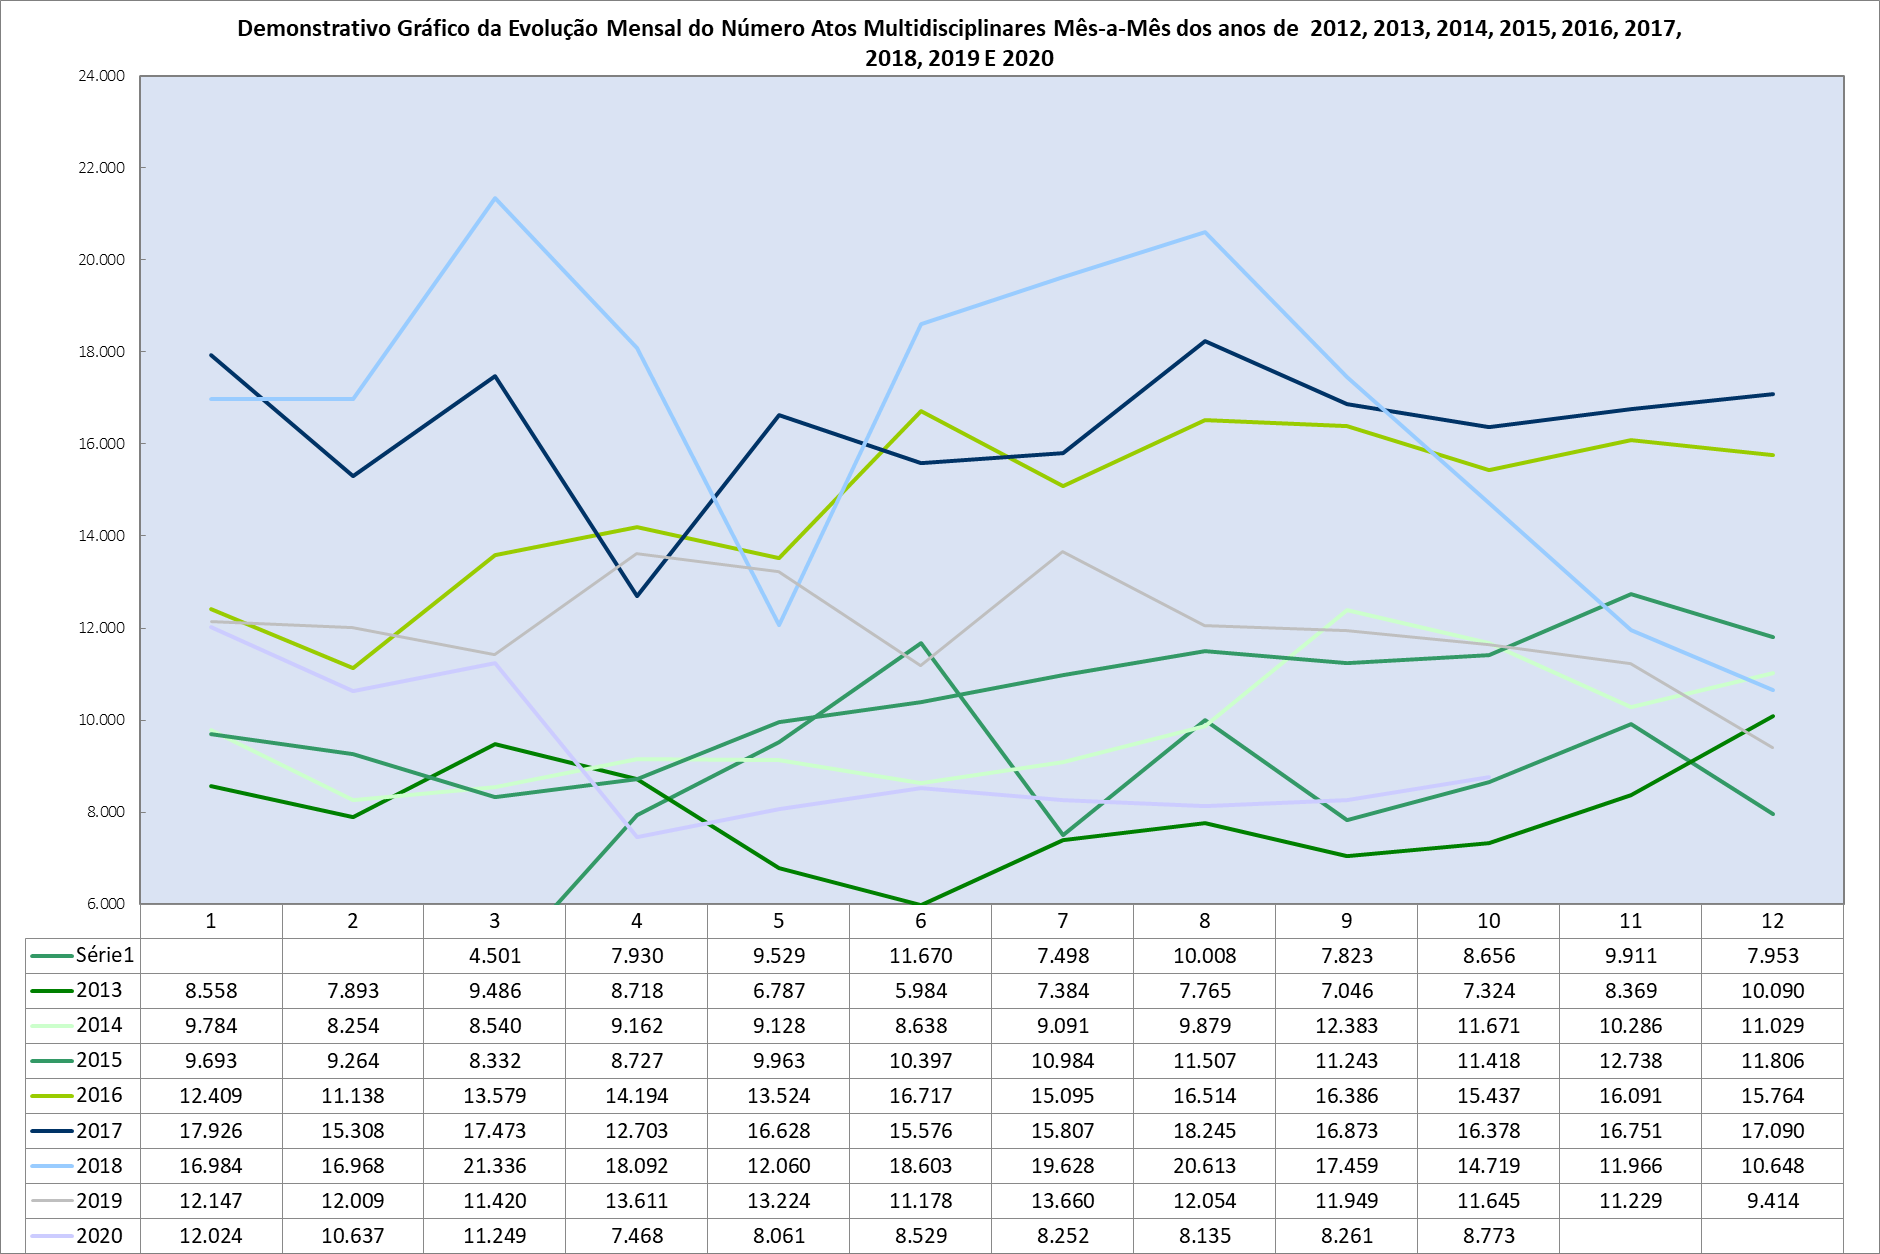 Demonstrativo Gráfico da Evolução Mensal do Número Atos Multidisciplinares Mês-a-Mês dos anos de 2012, 2013, 2014, 2015, 2016, 2017,
2018, 2019 E 2020
24.000
22.000
20.000
18.000
16.000
14.000
12.000
10.000
8.000
6.000
1 2 3 4 5 6 7 8 9 10 11 12
Série1 4.501 7.930 9.529 11.670 7.498 10.008 7.823 8.656 9.911 7.953
2013 8.558 7.893 9.486 8.718 6.787 5.984 7.384 7.765 7.046 7.324 8.369 10.090
2014 9.784 8.254 8.540 9.162 9.128 8.638 9.091 9.879 12.383 11.671 10.286 11.029
2015 9.693 9.264 8.332 8.727 9.963 10.397 10.984 11.507 11.243 11.418 12.738 11.806
2016 12.409 11.138 13.579 14.194 13.524 16.717 15.095 16.514 16.386 15.437 16.091 15.764
2017 17.926 15.308 17.473 12.703 16.628 15.576 15.807 18.245 16.873 16.378 16.751 17.090
2018 16.984 16.968 21.336 18.092 12.060 18.603 19.628 20.613 17.459 14.719 11.966 10.648
2019 12.147 12.009 11.420 13.611 13.224 11.178 13.660 12.054 11.949 11.645 11.229 9.414
2020 12.024 10.637 11.249 7.468 8.061 8.529 8.252 8.135 8.261 8.773